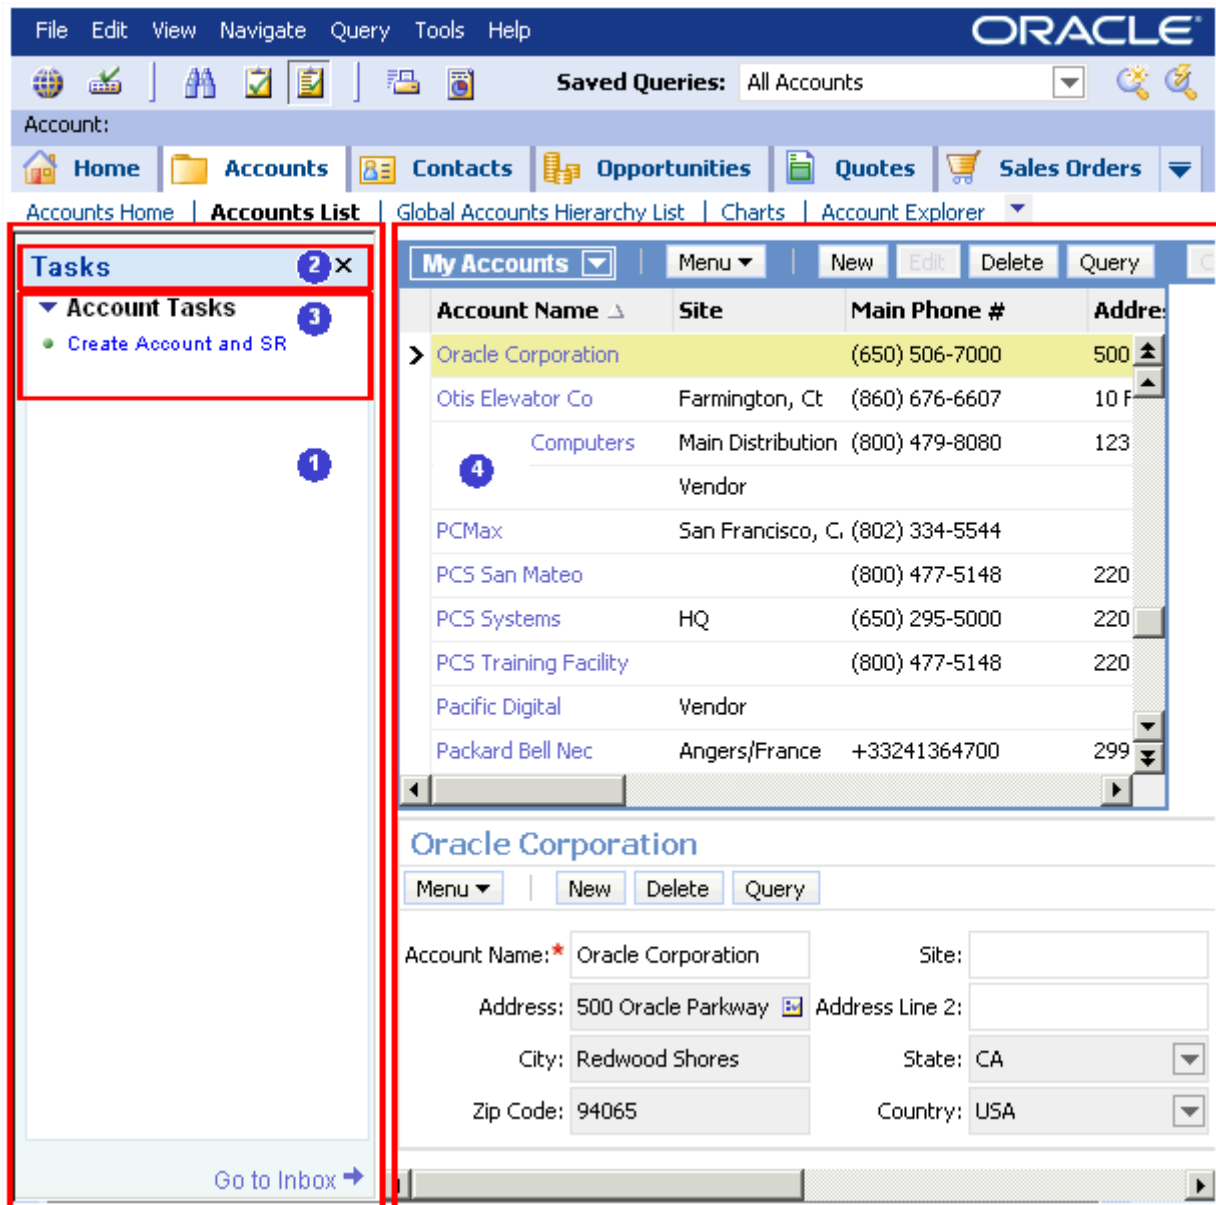 File Edit View Navigate Query Tools Help ORACLE
Saved Queries: All Accounts
Account:
Home Accounts Contacts Opportunities Quotes Sales Orders
Accounts Home | Accounts List | Global Accounts Hierarchy List | Charts | Account Explorer
Tasks 2
Account Tasks 3
Create Account and SR
1
Go to Inbox
My Accounts Menu New Edit Delete Query
Account Name Site Main Phone # Addre
Oracle Corporation (650) 506-7000 500
Otis Elevator Co Farmington, Ct (860) 676-6607 10 F
Computers Main Distribution (800) 479-8080 123
4 Vendor
PCMax San Francisco, C (802) 334-5544
PCS San Mateo (800) 477-5148 220
PCS Systems HQ (650) 295-5000 220
PCS Training Facility (800) 477-5148 220
Pacific Digital Vendor
Packard Bell Nec Angers/France +33241364700 299
Oracle Corporation
Menu New Delete Query
Account Name:* Oracle Corporation Site:
Address: 500 Oracle Parkway Address Line 2:
City: Redwood Shores State: CA
Zip Code: 94065 Country: USA